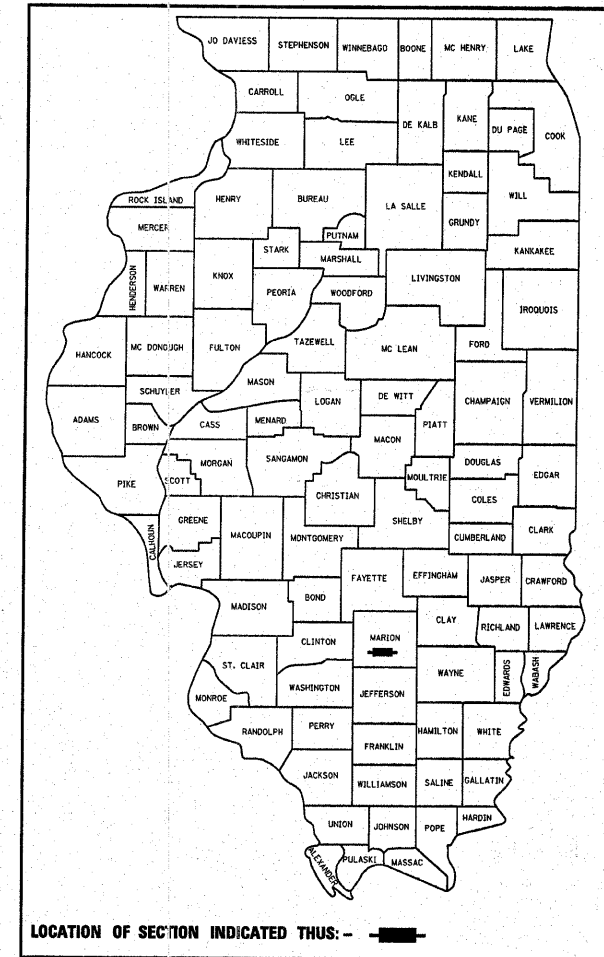 JO DAVIESS STEPHENSON WINNEBAGO BOONE MC HENRY LAKE
CARROLL OGLE DE KALB KANE DU PAGE COOK
WHITESIDE LEE
KENDALL WILL
ROCK ISLAND HENRY BUREAU LA SALLE GRUNDY
MERCER PUTNAM
STARK MARSHALL KANKAKEE
HENDERSON WARREN KNOX PEORIA WOODFORD LIVINGSTON IROQUOIS
HANCOCK MC DONOUGH FULTON TAZEWELL MC LEAN FORD
MASON
SCHUYLER LOGAN DE WITT CHAMPAIGN VERMILION
ADAMS BROWN CASS MENARD MACON PIATT
MORGAN SANGAMON DOUGLAS
PIKE SCOTT CHRISTIAN MOULTRIE COLES EDGAR
GREENE MACOUPIN MONTGOMERY SHELBY CUMBERLAND CLARK
CALHOUN JERSEY FAYETTE EFFINGHAM JASPER CRAWFORD
MADISON BOND
CLAY RICHLAND LAWRENCE
CLINTON MARION
ST. CLAIR WAYNE EDWARDS WABASH
MONROE WASHINGTON JEFFERSON
RANDOLPH PERRY HAMILTON WHITE
FRANKLIN
JACKSON WILLIAMSON SALINE GALLATIN
UNION JOHNSON POPE HARDIN
ALEXANDER PULASKI MASSAC
LOCATION OF SECTION INDICATED THUS: -